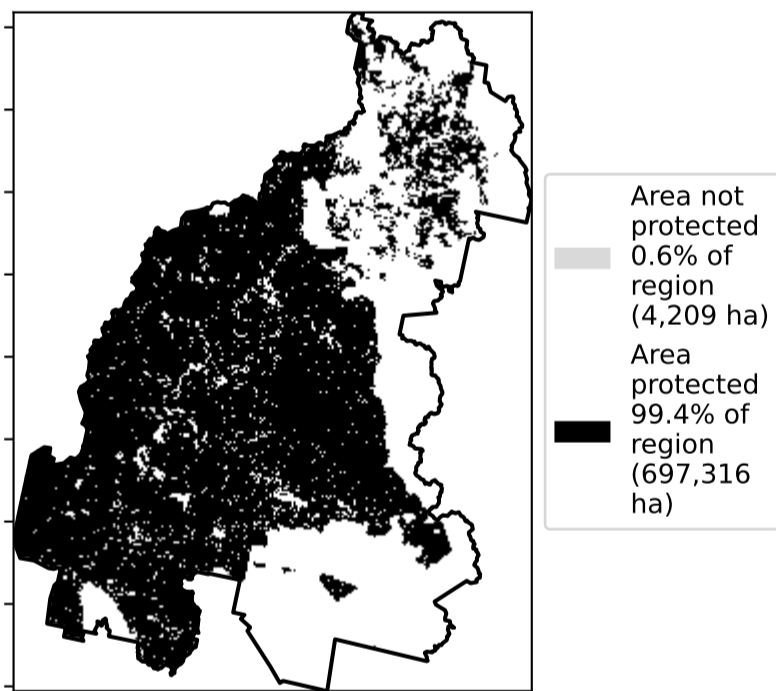 Area not
protected
0.6% of
region
(4,209 ha)
Area
protected
99.4% of
region
(697,316
ha)